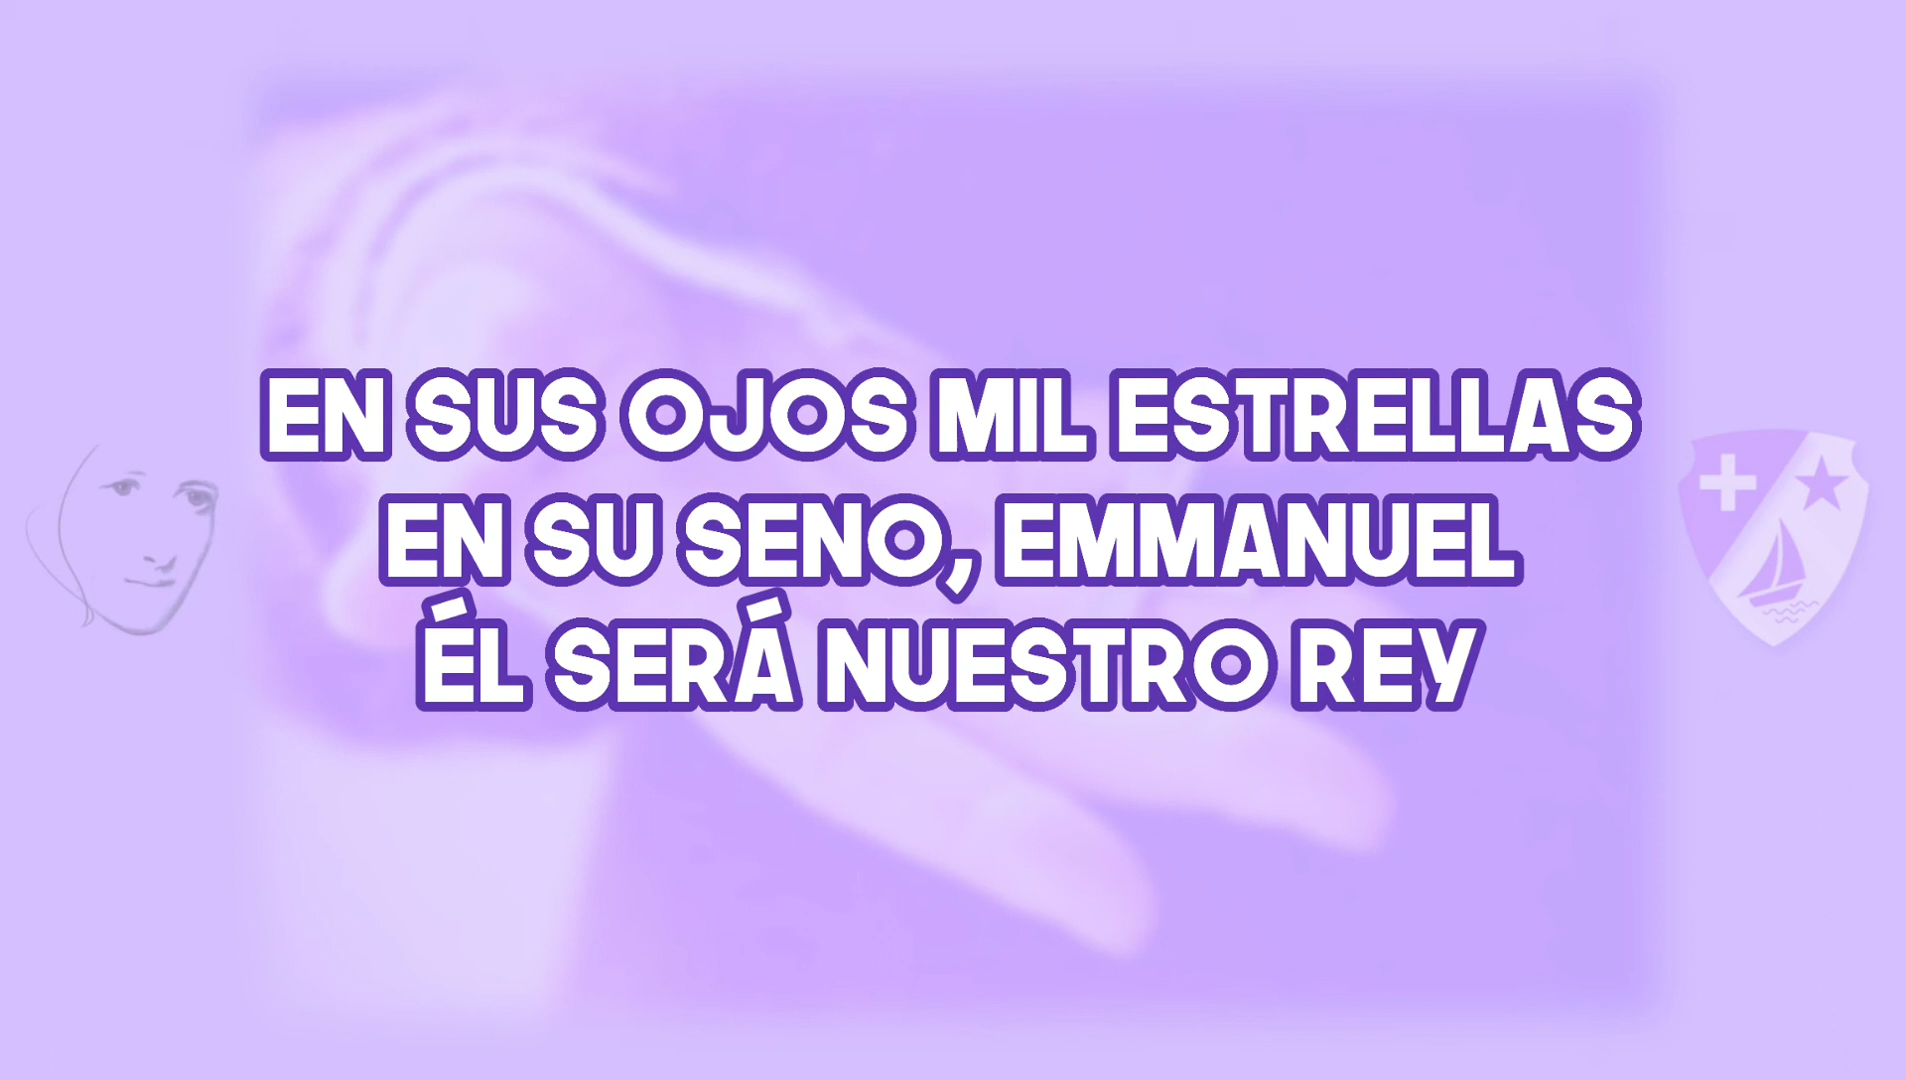 EN SUS OJOS MIL ESTRELLAS
EN SU SENO, EMMANUEL
ÉL SERÁ NUESTRO REY